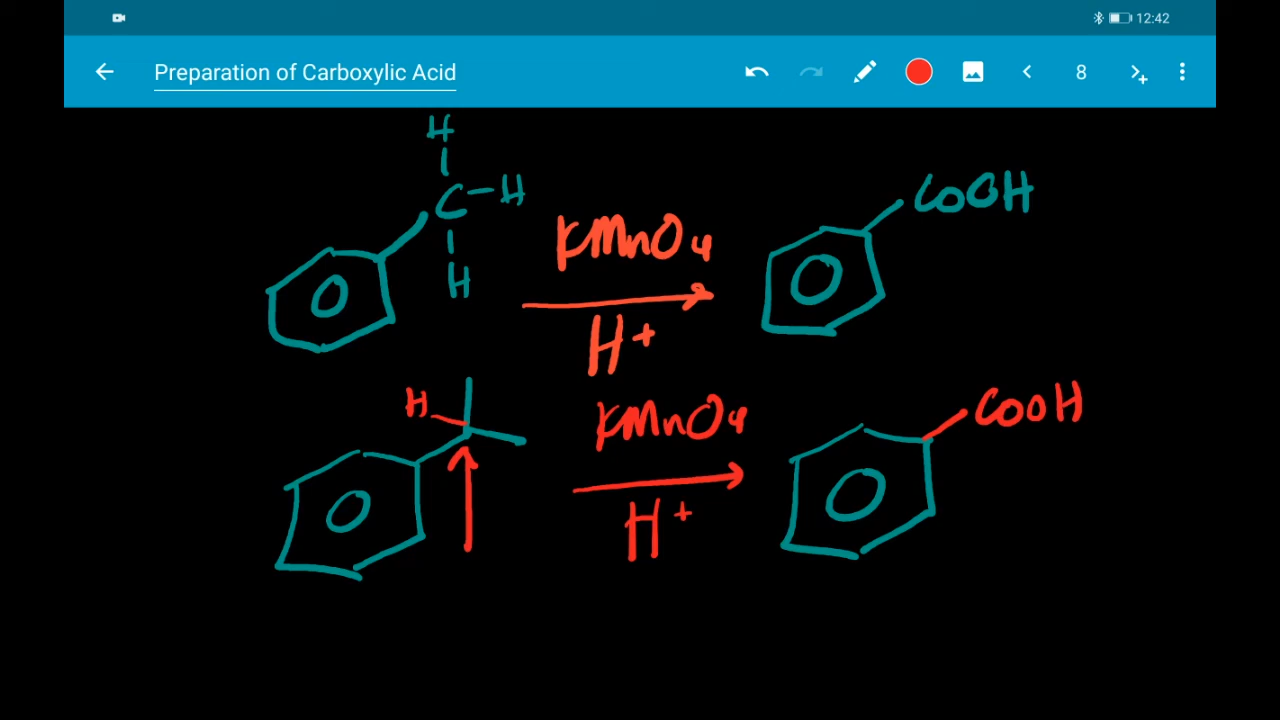 12:42
Preparation of Carboxylic Acid
8
H
C-H
H
KMnO4
H+
COOH
H
KMnO4
H+
COOH